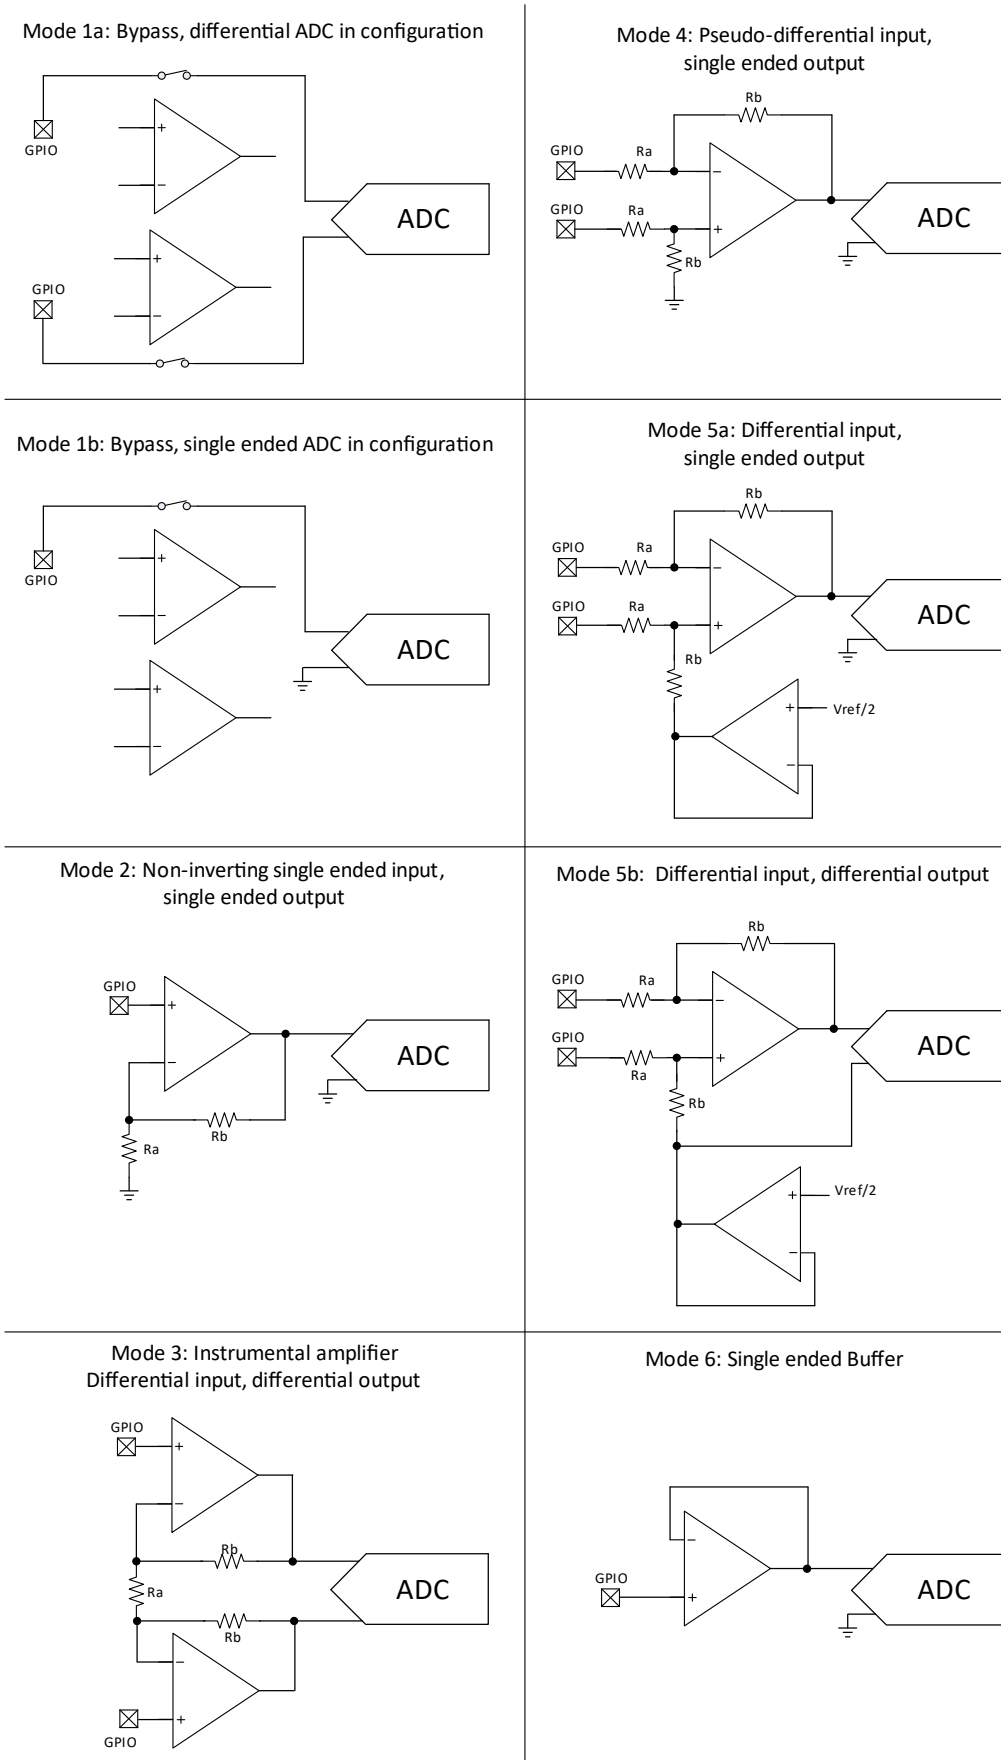 Mode 1a: Bypass, differential ADC in configuration
GPIO
+
−
ADC
+
−
GPIO
Mode 1b: Bypass, single ended ADC in configuration
GPIO
+
−
ADC
+
−
Mode 2: Non-inverting single ended input,
single ended output
GPIO
+
−
ADC
Rb
Ra
Mode 3: Instrumental amplifier
Differential input, differential output
GPIO
+
−
Rb
Ra
ADC
Rb
−
+
GPIO
Mode 4: Pseudo-differential input,
single ended output
Rb
GPIO
Ra
−
GPIO
Ra
ADC
+
Rb
Mode 5a: Differential input,
single ended output
Rb
GPIO
Ra
−
GPIO
Ra
ADC
+
Rb
+
Vref/2
−
Mode 5b: Differential input, differential output
Rb
GPIO
Ra
−
GPIO
ADC
+
Ra
Rb
+
Vref/2
−
Mode 6: Single ended Buffer
−
GPIO
+
ADC